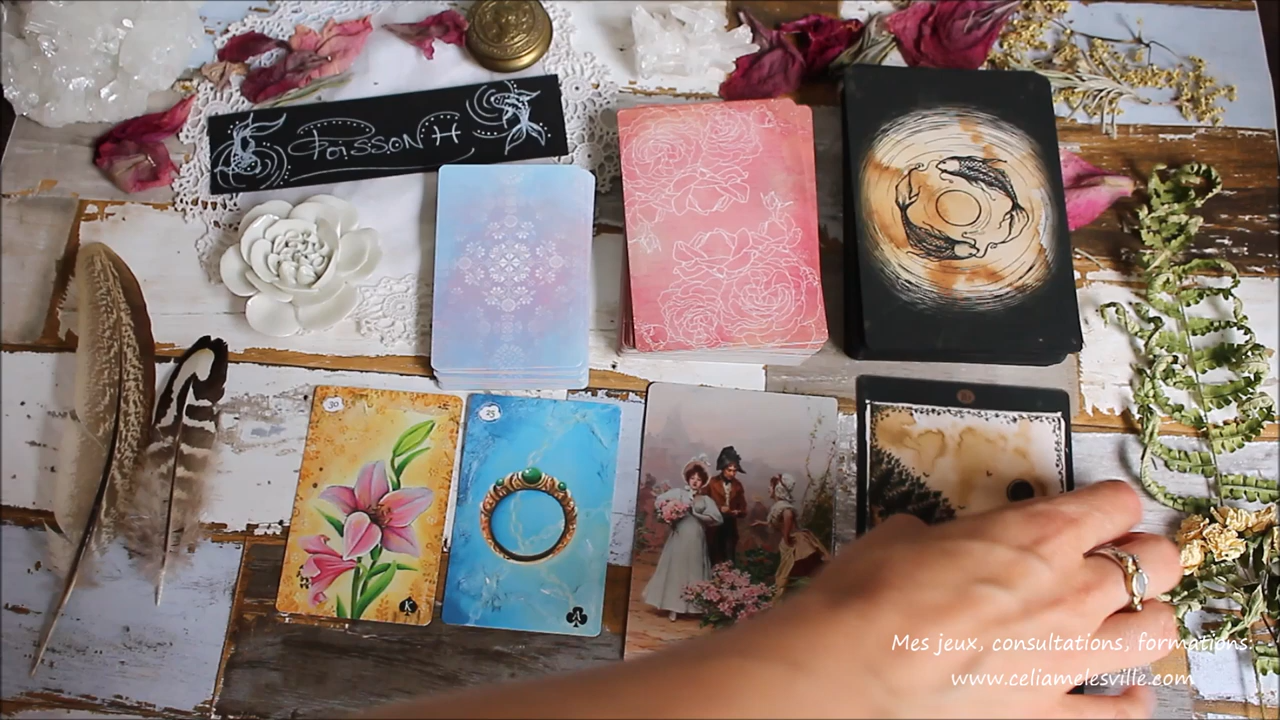 PoissON H
30
K
25
A
Mes jeux, consultations, formations:
www.celiamelesville.com